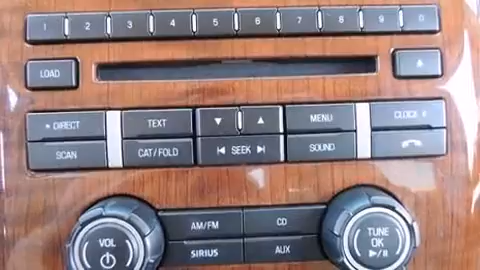 1 2 3 4 5 6 7 8 9 0
LOAD
DIRECT TEXT MENU CLOCK
SCAN CAT/FOLD SEEK SOUND
VOL AM/FM CD TUNE
OK
SIRIUS AUX